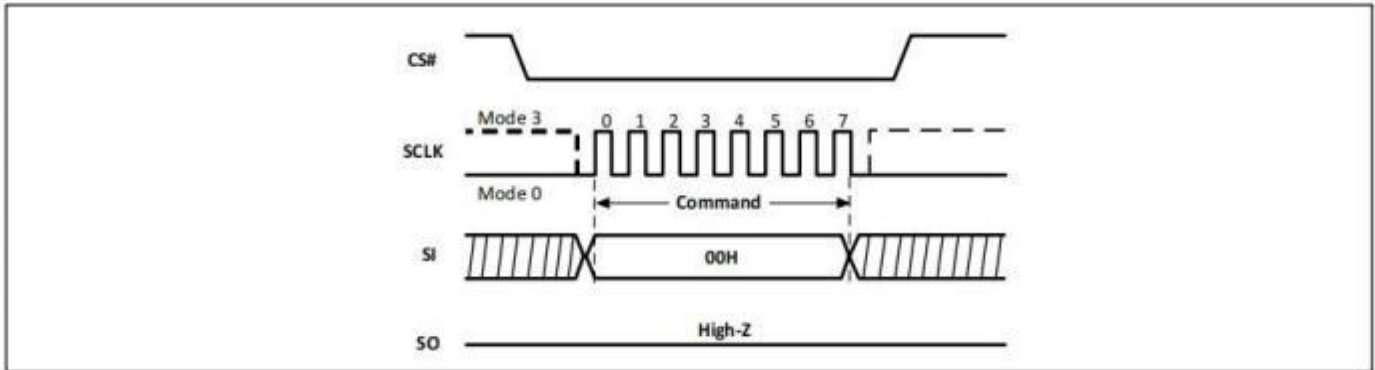 CS#
Mode 3
0 1 2 3 4 5 6 7
SCLK
Mode 0
Command
SI
00H
High-Z
SO